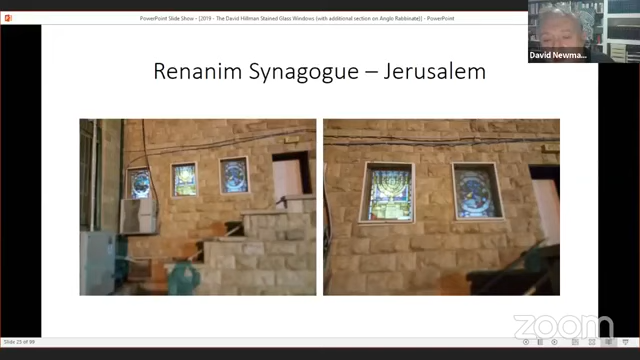 PowerPoint Slide Show - [2019 - The David Hillman Stained Glass Windows (with additional section on Anglo Rabbinate)] - PowerPoint
David Newma...
Renanim Synagogue – Jerusalem
Slide 25 of 99
zoom